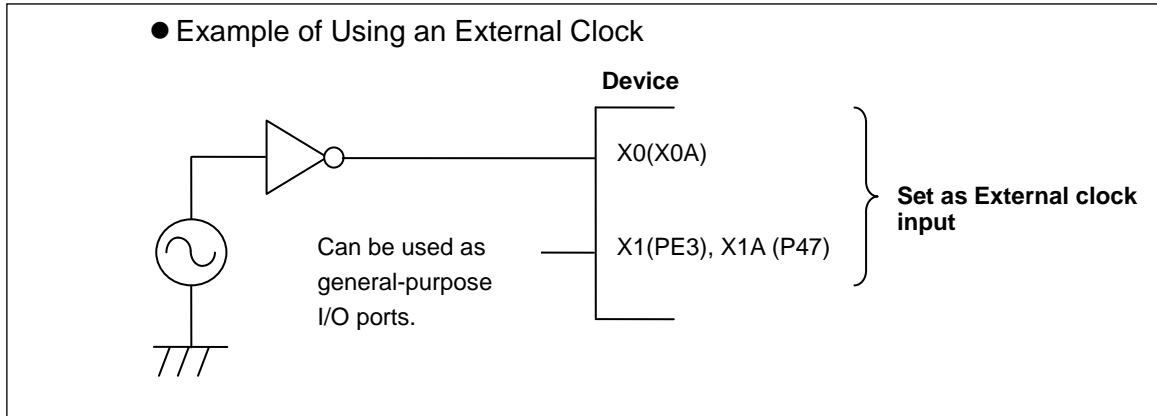 ● Example of Using an External Clock
Device
X0(X0A)
Set as External clock
input
Can be used as
general-purpose
I/O ports.
X1(PE3), X1A (P47)